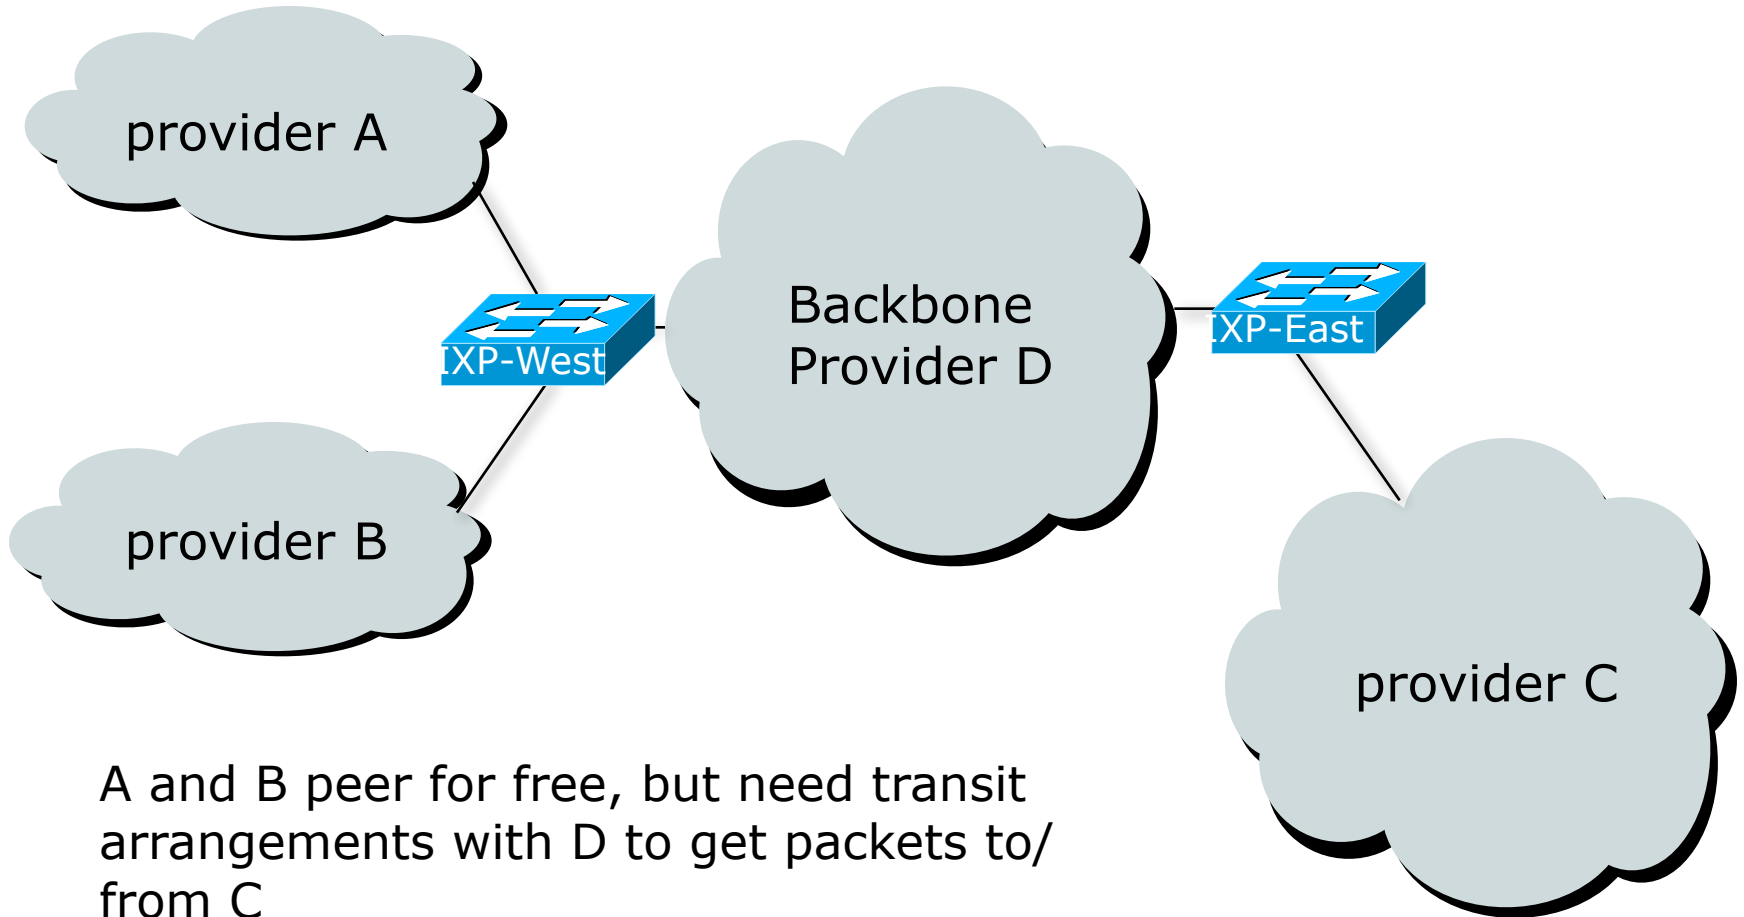 provider A
Backbone
Provider D
IXP-West
IXP-East
provider B
provider C
A and B peer for free, but need transit
arrangements with D to get packets to/
from C